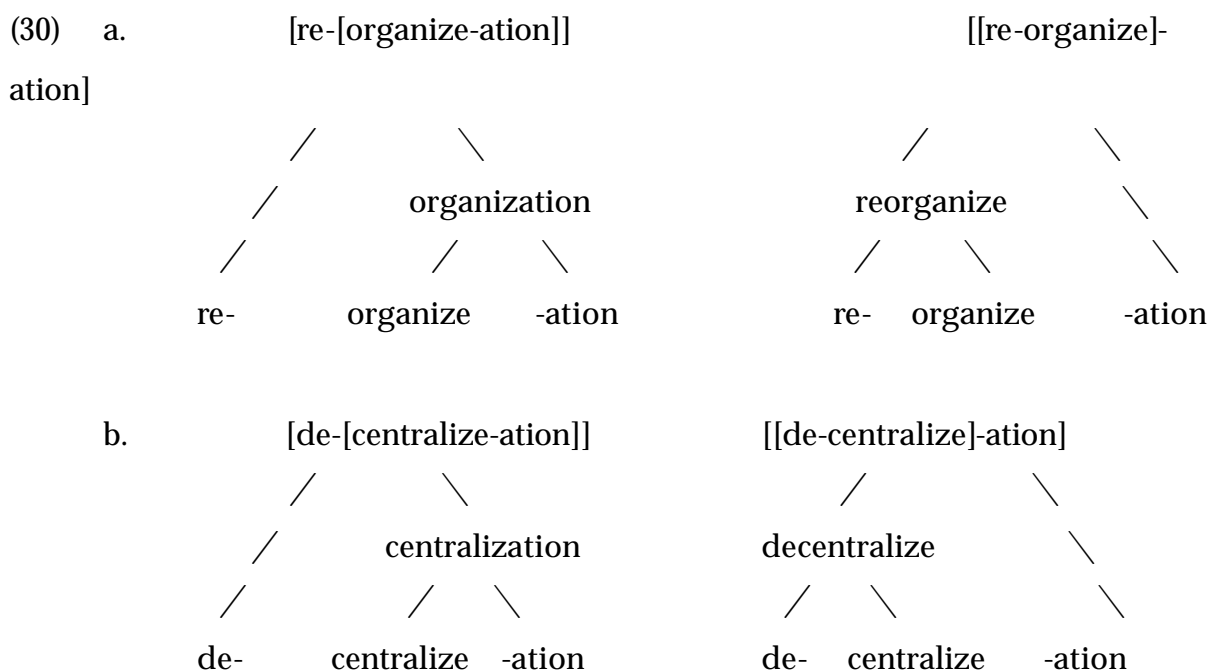 (30) a. [re-[organize-ation]] [[re-organize]-
ation]
organization reorganize
re- organize -ation re- organize -ation
b. [de-[centralize-ation]] [[de-centralize]-ation]
centralization decentralize
de- centralize -ation de- centralize -ation